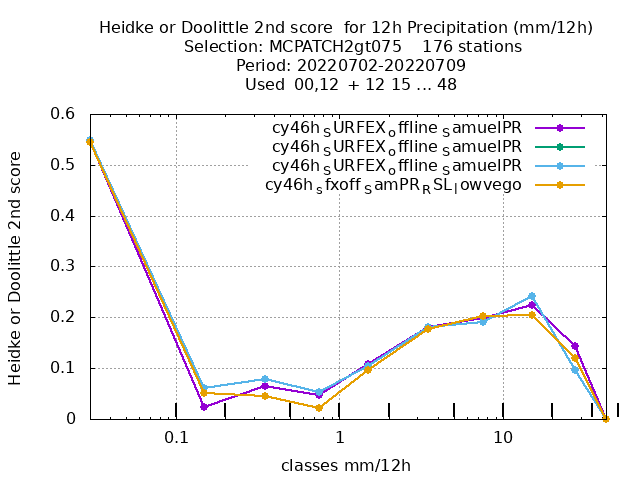 Heidke or Doolittle 2nd score  for 12h Precipitation (mm/12h)
Selection: MCPATCH2gt075    176 stations
Period: 20220702-20220709
Used  00,12  + 12 15 ... 48
cy46h_SURFEX_offline_SamuelPR
cy46h_SURFEX_offline_SamuelPR
cy46h_SURFEX_offline_SamuelPR
cy46h_sfxoff_SamPR_RSL_lowvego
Heidke or Doolittle 2nd score
0.6
0.5
0.4
0.3
0.2
0.1
0
0.1
1
10
classes mm/12h